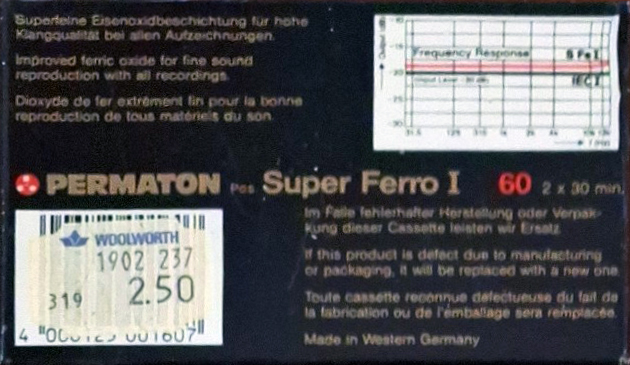 Superfeine Eisenoxidbeschichtung für hohe
Klangqualität bei allen Aufzeichnungen.
Improved ferric oxide for fine sound
reproduction with all recordings.
Dioxyde de fer extrêment fin pour la bonne
reproduction de tous matériels du son.
Frequency Response
S Fe I
IEC I
PERMATON Pos Super Ferro I 60 2 x 30 min.
Im Falle fehlerhafter Herstellung oder Verpak-
kung dieser Cassette leisten wir Ersatz.
If this product is defect due to manufacturing
or packaging, it will be replaced with a new one.
Toute cassette reconnue défectueuse du fait de
la fabrication ou de l'emballage sera remplacée.
Made in Western Germany
WOOLWORTH
1902 237
319 2.50